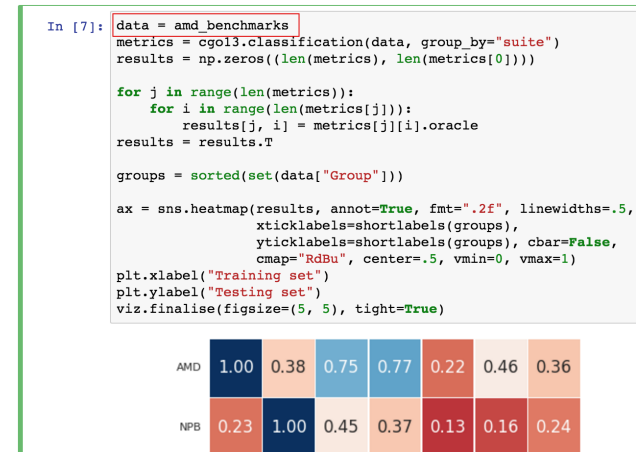 In [7]: data = amd_benchmarks
metrics = cgo13.classification(data, group_by="suite")
results = np.zeros((len(metrics), len(metrics[0])))
for j in range(len(metrics)):
for i in range(len(metrics[j])):
results[j, i] = metrics[j][i].oracle
results = results.T
groups = sorted(set(data["Group"]))
ax = sns.heatmap(results, annot=True, fmt=".2f", linewidths=.5,
xticklabels=shortlabels(groups),
yticklabels=shortlabels(groups), cbar=False,
cmap="RdBu", center=.5, vmin=0, vmax=1)
plt.xlabel("Training set")
plt.ylabel("Testing set")
viz.finalise(figsize=(5, 5), tight=True)
AMD 1.00 0.38 0.75 0.77 0.22 0.46 0.36
NPB 0.23 1.00 0.45 0.37 0.13 0.16 0.24